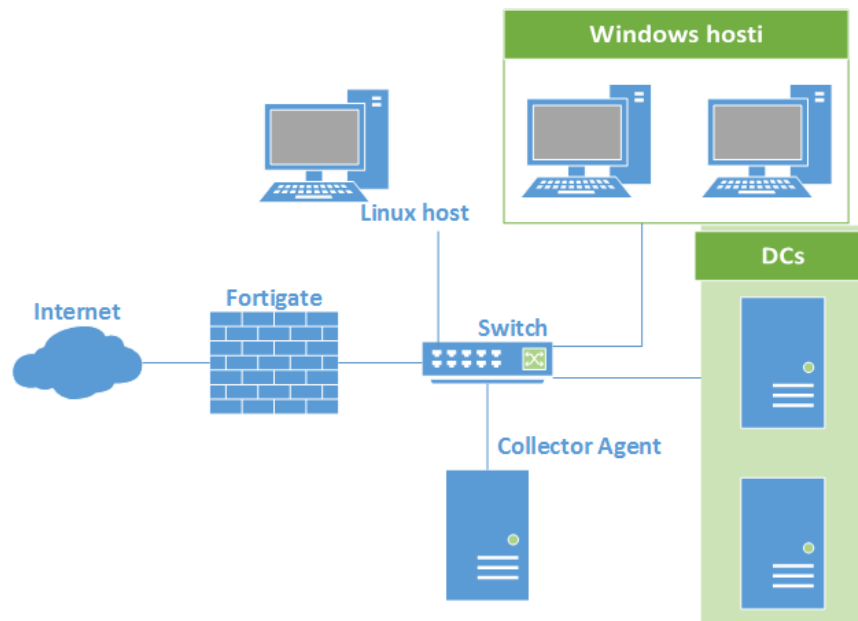 Windows hosti
Linux host
DCs
Internet
Fortigate
Switch
Collector Agent